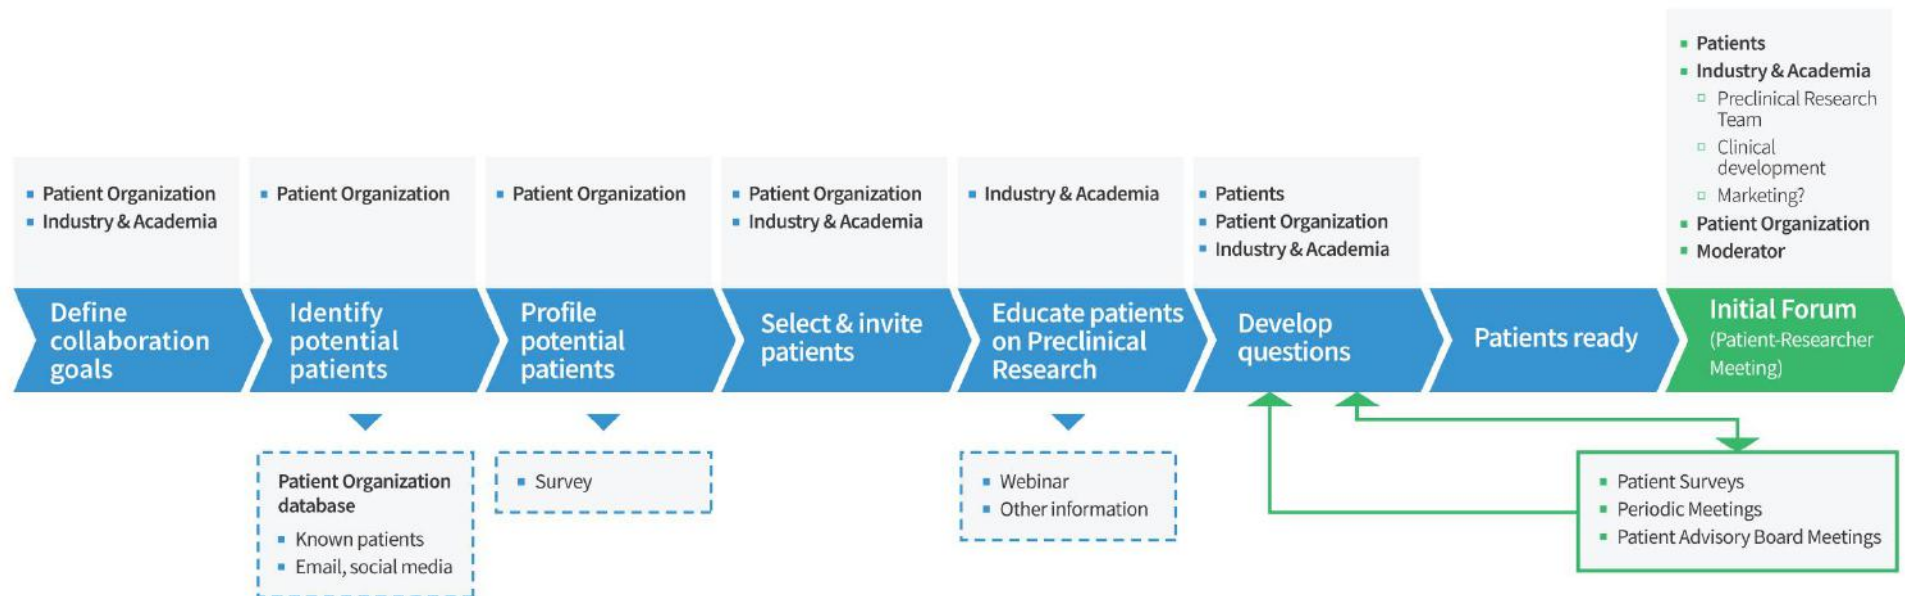 Patient Organization
Industry & Academia
Patient Organization
Patient Organization
Patient Organization
Industry & Academia
Industry & Academia
Patients
Patient Organization
Industry & Academia
Patients
Industry & Academia
Preclinical Research
Team
Clinical
development
Marketing?
Patient Organization
Moderator
Define
collaboration
goals
Identify
potential
patients
Profile
potential
patients
Select & invite
patients
Educate patients
on Preclinical
Research
Develop
questions
Patients ready
Initial Forum
(Patient-Researcher
Meeting)
Patient Organization
database
Known patients
Email, social media
Survey
Webinar
Other information
Patient Surveys
Periodic Meetings
Patient Advisory Board Meetings